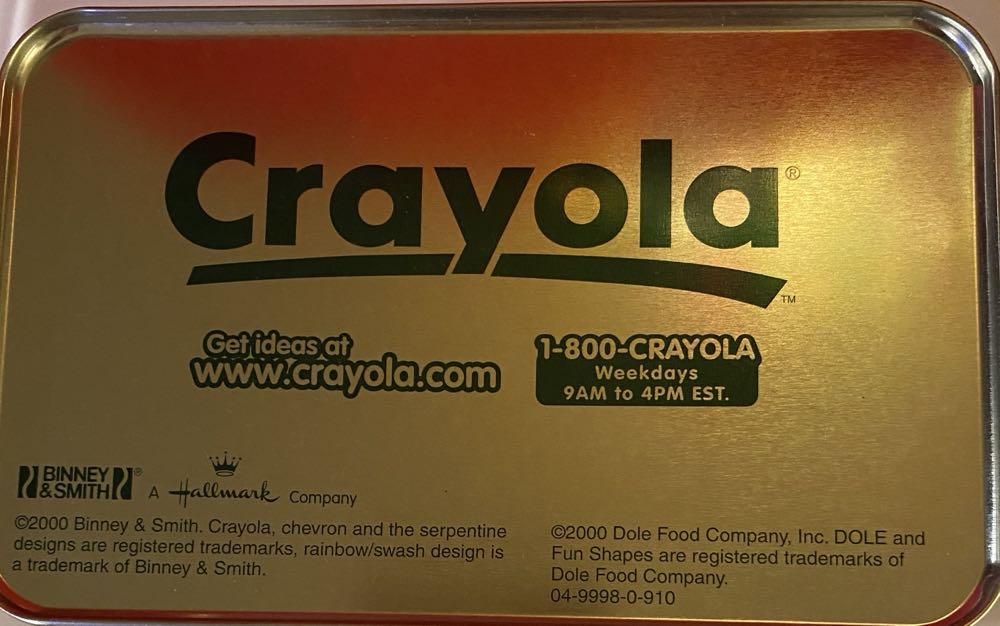 Crayola®
™
Get ideas at
www.crayola.com
1-800-CRAYOLA
Weekdays
9AM to 4PM EST.
BINNEY
& SMITH® A Hallmark Company
©2000 Binney & Smith. Crayola, chevron and the serpentine
designs are registered trademarks, rainbow/swash design is
a trademark of Binney & Smith.
©2000 Dole Food Company, Inc. DOLE and
Fun Shapes are registered trademarks of
Dole Food Company.
04-9998-0-910